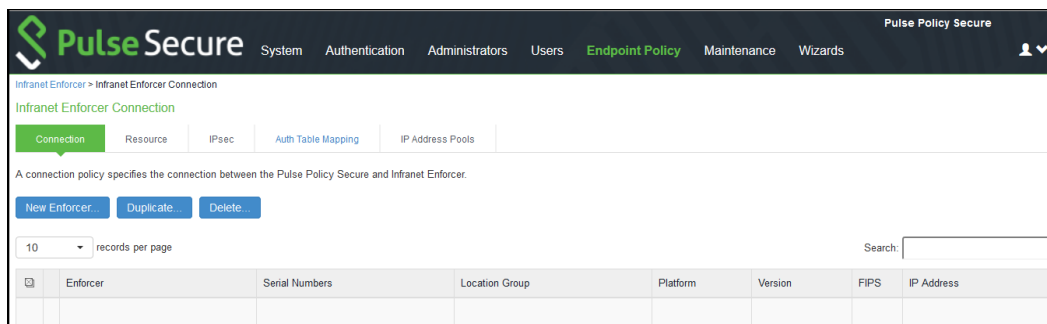 Pulse Policy Secure
Pulse Secure System Authentication Administrators Users Endpoint Policy Maintenance Wizards
Infranet Enforcer > Infranet Enforcer Connection
Infranet Enforcer Connection
Connection Resource IPsec Auth Table Mapping IP Address Pools
A connection policy specifies the connection between the Pulse Policy Secure and Infranet Enforcer.
New Enforcer... Duplicate... Delete...
10 records per page Search:
Enforcer Serial Numbers Location Group Platform Version FIPS IP Address